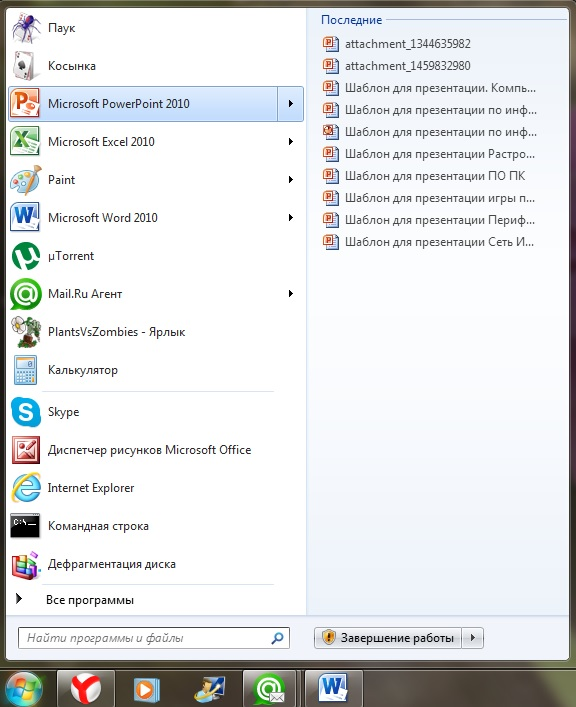 Паук
Косынка
Microsoft PowerPoint 2010
Microsoft Excel 2010
Paint
Microsoft Word 2010
µTorrent
Mail.Ru Агент
PlantsVsZombies - Ярлык
Калькулятор
Skype
Диспетчер рисунков Microsoft Office
Internet Explorer
Командная строка
Дефрагментация диска
Все программы
Найти программы и файлы
Последние
attachment_1344635982
attachment_1459832980
Шаблон для презентации. Компь...
Шаблон для презентации по инф...
Шаблон для презентации по инф...
Шаблон для презентации Растро...
Шаблон для презентации ПО ПК
Шаблон для презентации игры п...
Шаблон для презентации Периф...
Шаблон для презентации Сеть И...
Завершение работы